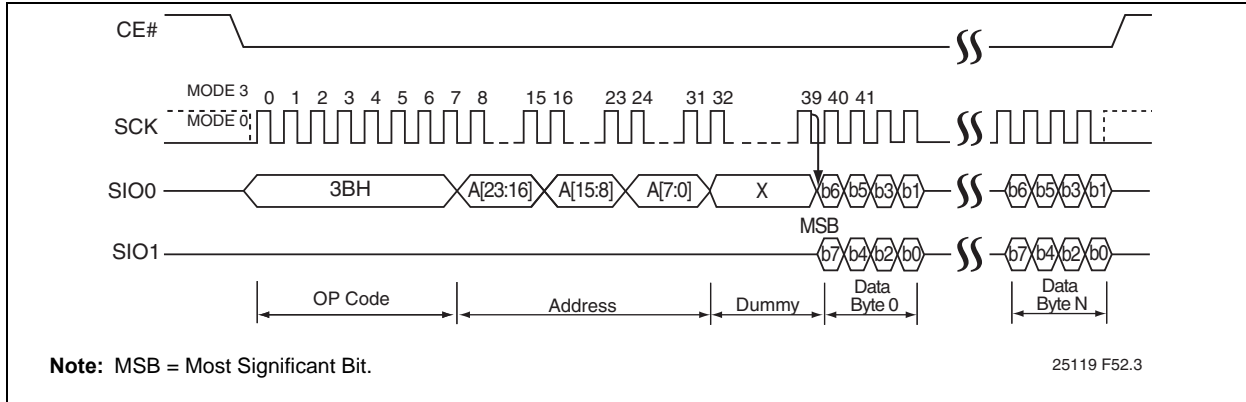 CE#
MODE 3
0 1 2 3 4 5 6 7 8 15 16 23 24 31 32 39 40 41
SCK MODE 0
SIO0 3BH A[23:16] A[15:8] A[7:0] X b6 b5 b3 b1 b6 b5 b3 b1
MSB
SIO1 b7 b4 b2 b0 b7 b4 b2 b0
OP Code Address Dummy Data Byte 0 Data Byte N
Note: MSB = Most Significant Bit.
25119 F52.3